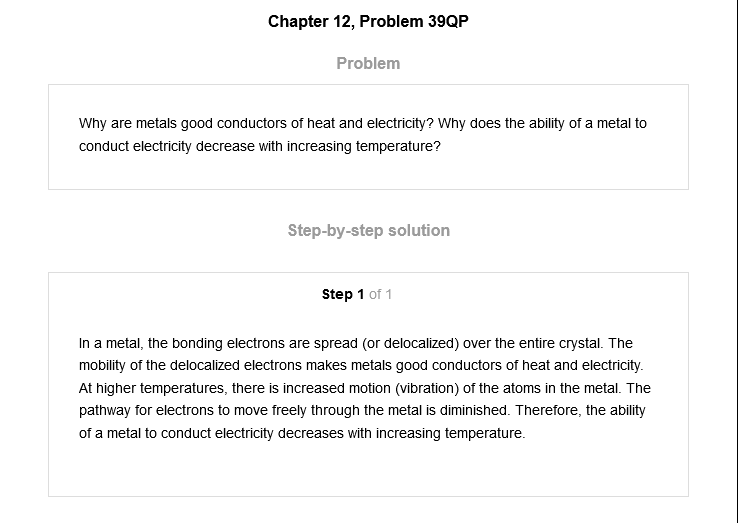 Chapter 12, Problem 39QP
Problem
Why are metals good conductors of heat and electricity? Why does the ability of a metal to
conduct electricity decrease with increasing temperature?
Step-by-step solution
Step 1 of 1
In a metal, the bonding electrons are spread (or delocalized) over the entire crystal. The
mobility of the delocalized electrons makes metals good conductors of heat and electricity.
At higher temperatures, there is increased motion (vibration) of the atoms in the metal. The
pathway for electrons to move freely through the metal is diminished. Therefore, the ability
of a metal to conduct electricity decreases with increasing temperature.